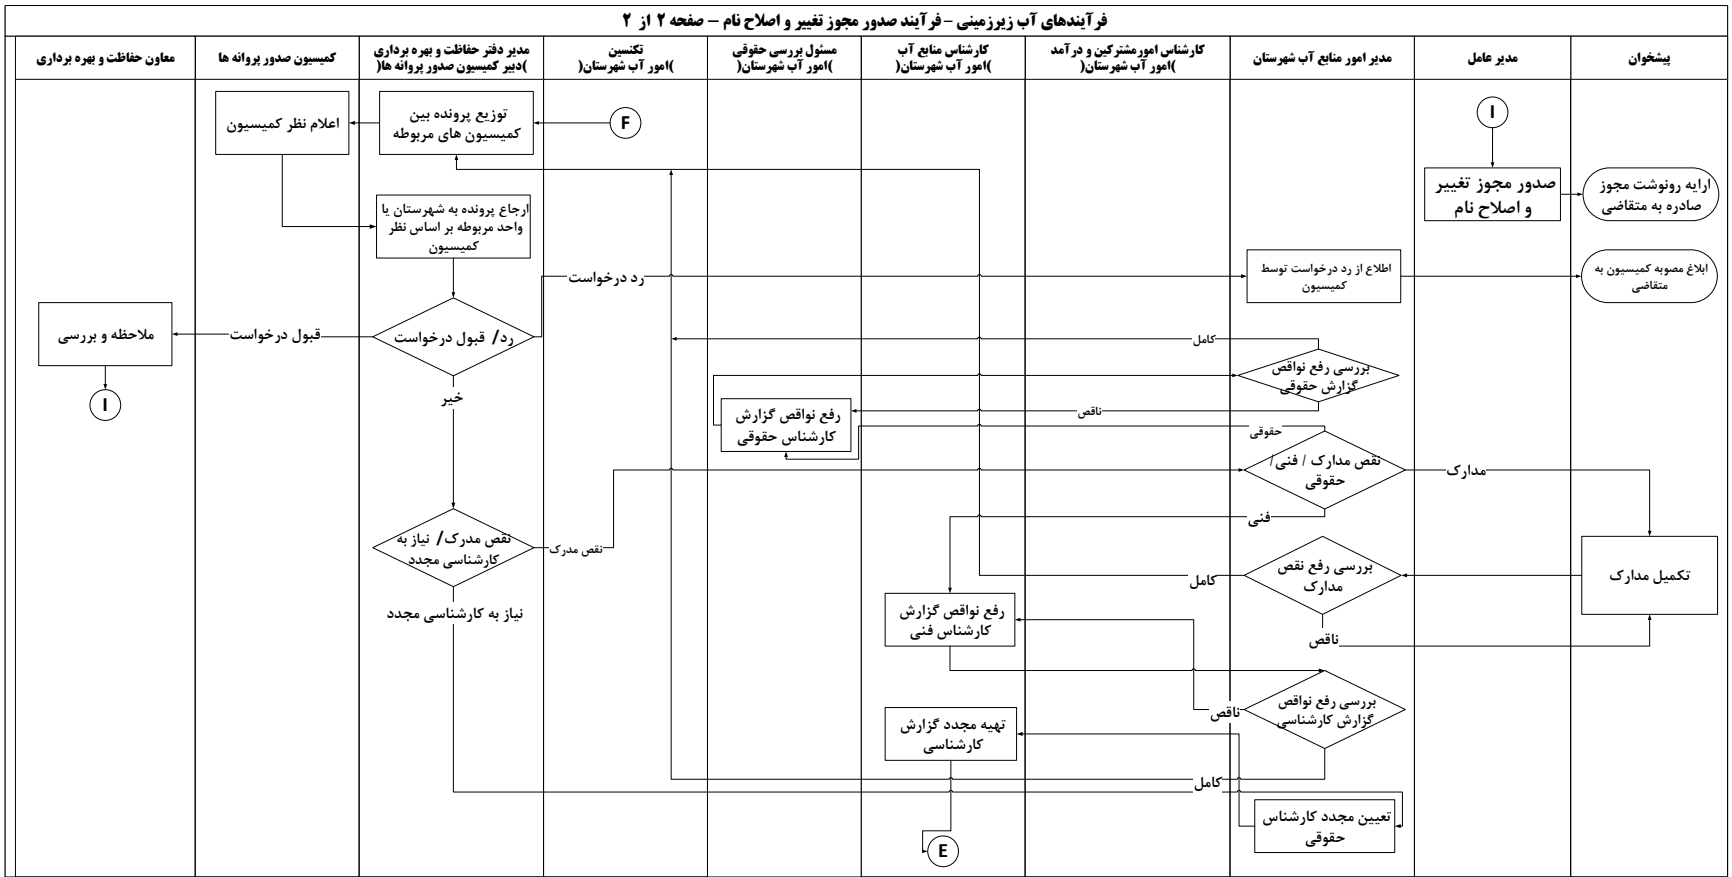 فرآیندهای آب زیرزمینی - فرآیند صدور مجوز تغییر و اصلاح نام - صفحه ۲ از ۲
پیشخوان
مدیر عامل
مدیر امور منابع آب شهرستان
کارشناس امورمشترکین و درآمد
)امور آب شهرستان(
کارشناس منابع آب
)امور آب شهرستان(
مسئول بررسی حقوقی
)امور آب شهرستان(
تکنسین
)امور آب شهرستان(
مدیر دفتر حفاظت و بهره برداری
)دبیر کمیسیون صدور پروانه ها(
کمیسیون صدور پروانه ها
معاون حفاظت و بهره برداری
I
F
توزیع پرونده بین
کمیسیون های مربوطه
اعلام نظر کمیسیون
صدور مجوز تغییر
و اصلاح نام
ارایه رونوشت مجوز
صادره به متقاضی
ارجاع پرونده به شهرستان یا
واحد مربوطه بر اساس نظر
کمیسیون
رد درخواست
اطلاع از رد درخواست توسط
کمیسیون
ابلاغ مصوبه کمیسیون به
متقاضی
رد/ قبول درخواست
قبول درخواست
ملاحظه و بررسی
I
خیر
کامل
بررسی رفع نواقص
گزارش حقوقی
ناقص
رفع نواقص گزارش
کارشناس حقوقی
حقوقی
نقص مدارک / فنی/
حقوقی
مدارک
فنی
نقص مدرک/ نیاز به
کارشناسی مجدد
نقص مدرک
تکمیل مدارک
بررسی رفع نقص
مدارک
کامل
ناقص
نیاز به کارشناسی مجدد
رفع نواقص گزارش
کارشناس فنی
بررسی رفع نواقص
گزارش کارشناسی
ناقص
تهیه مجدد گزارش
کارشناسی
کامل
تعیین مجدد کارشناس
حقوقی
E